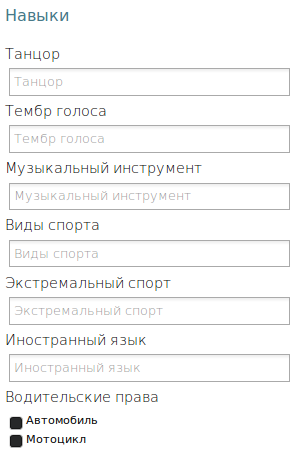 Навыки
Танцор
Танцор
Тембр голоса
Тембр голоса
Музыкальный инструмент
Музыкальный инструмент
Виды спорта
Виды спорта
Экстремальный спорт
Экстремальный спорт
Иностранный язык
Иностранный язык
Водительские права
Автомобиль
Мотоцикл